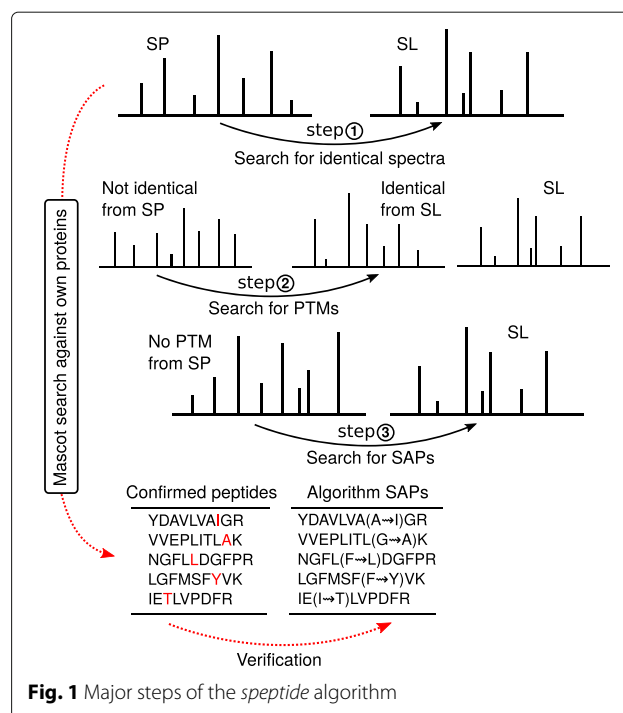 SP
SL
step①
Search for identical spectra
Not identical
from SP
Identical
from SL
SL
step②
Search for PTMs
Mascot search against own proteins
No PTM
from SP
SL
step③
Search for SAPs
Confirmed peptides
YDAVLVAIGR
VVEPLITLAK
NGFLLDGFPR
LGFMSFYVK
IETLVPDFR
Algorithm SAPs
YDAVLVA(A⇝I)GR
VVEPLITL(G⇝A)K
NGFL(F⇝L)DGFPR
LGFMSF(F⇝Y)VK
IE(I⇝T)LVPDFR
Verification
Fig. 1 Major steps of the speptide algorithm